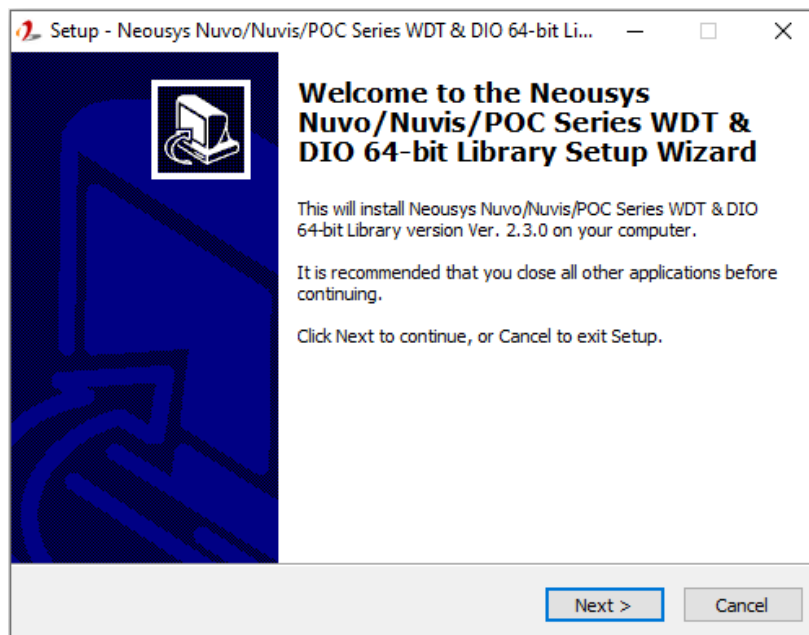 Setup - Neousys Nuvo/Nuvis/POC Series WDT & DIO 64-bit Li...
Welcome to the Neousys
Nuvo/Nuvis/POC Series WDT &
DIO 64-bit Library Setup Wizard
This will install Neousys Nuvo/Nuvis/POC Series WDT & DIO
64-bit Library version Ver. 2.3.0 on your computer.
It is recommended that you close all other applications before
continuing.
Click Next to continue, or Cancel to exit Setup.
Next >
Cancel